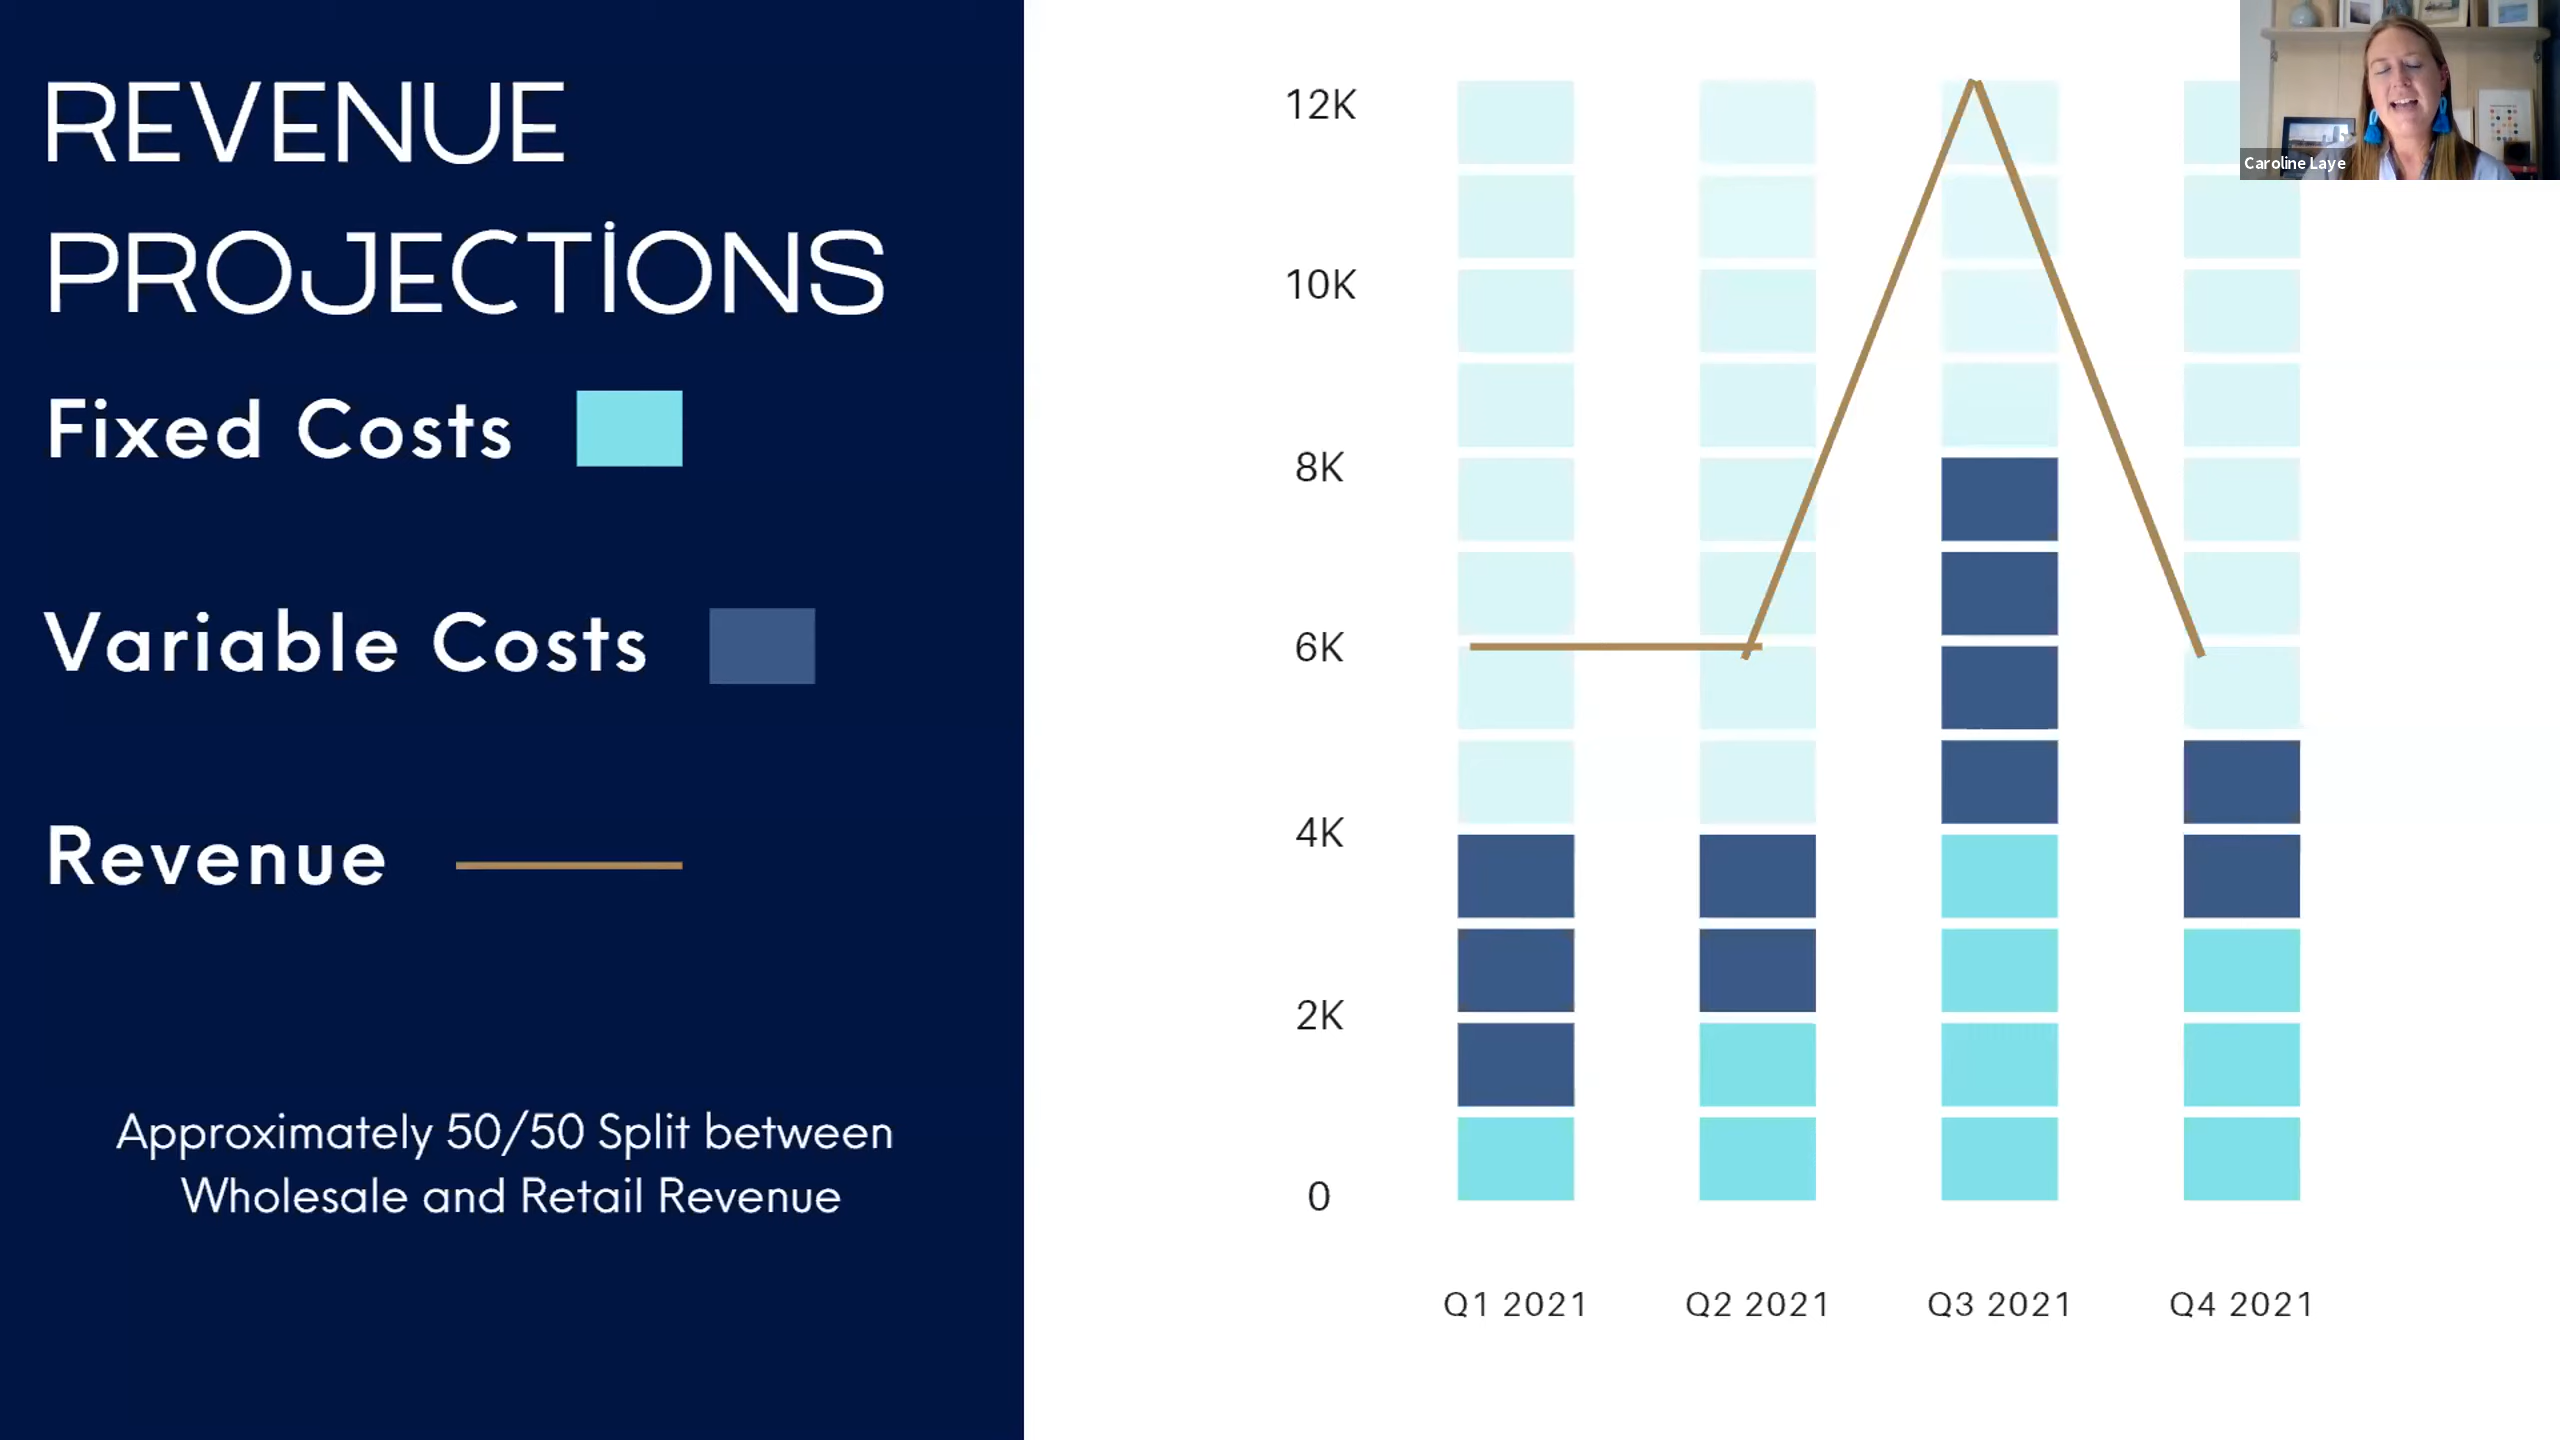 REVENUE
PROJECTIONS
Fixed Costs
Variable Costs
Revenue
Approximately 50/50 Split between
Wholesale and Retail Revenue
12K
10K
8K
6K
4K
2K
0
Q1 2021 Q2 2021 Q3 2021 Q4 2021
Caroline Laye